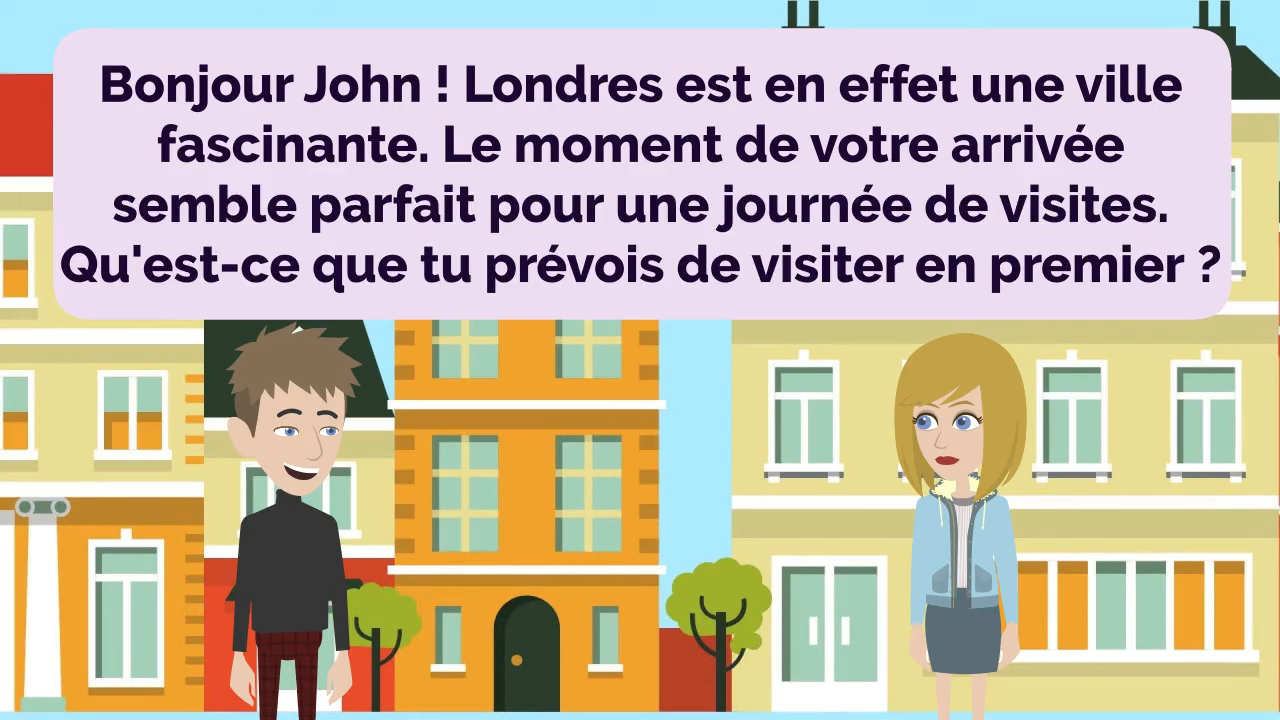 Bonjour John ! Londres est en effet une ville
fascinante. Le moment de votre arrivée
semble parfait pour une journée de visites.
Qu'est-ce que tu prévois de visiter en premier ?